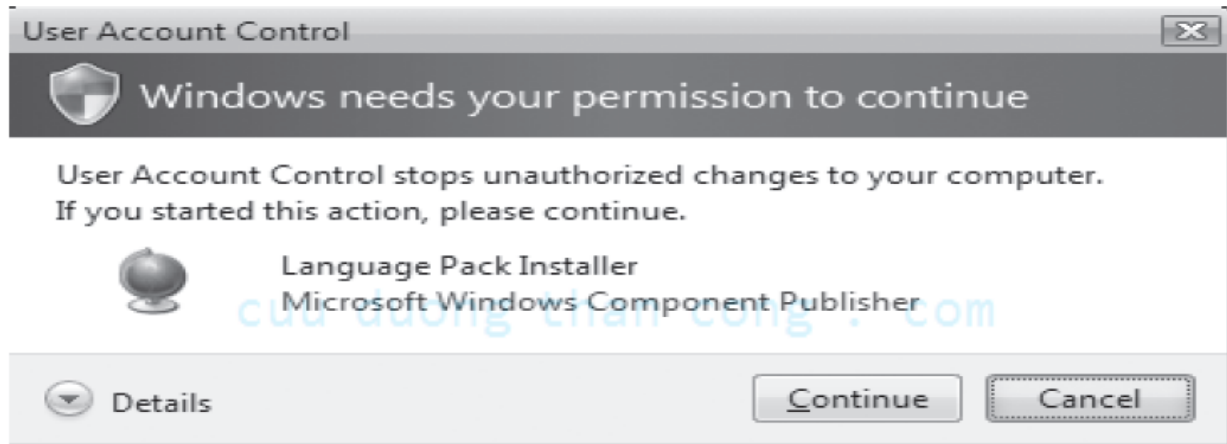 User Account Control
Windows needs your permission to continue
User Account Control stops unauthorized changes to your computer.
If you started this action, please continue.
Language Pack Installer
Microsoft Windows Component Publisher
cuu duong than cong . com
Details
Continue
Cancel